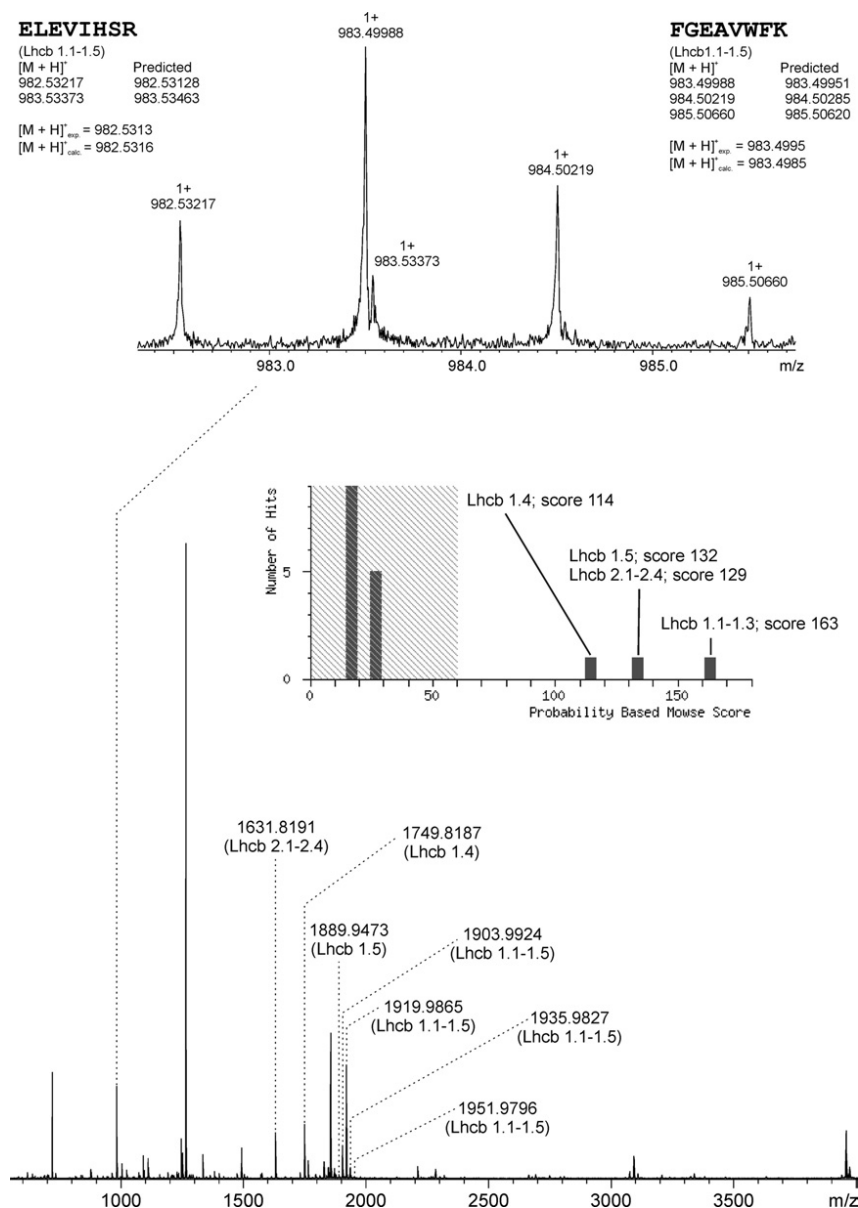 ELEVIHSR
(Lhcb 1.1-1.5)
[M + H]+ Predicted
982.53217 982.53128
983.53373 983.53463
[M + H]+exp. = 982.5313
[M + H]+calc. = 982.5316
FGEAVWFK
(Lhcb1.1-1.5)
[M + H]+ Predicted
983.49988 983.49951
984.50219 984.50285
985.50660 985.50620
[M + H]+exp. = 983.4995
[M + H]+calc. = 983.4985
1+
983.49988
1+
982.53217
1+
983.53373
1+
984.50219
1+
985.50660
983.0 984.0 985.0 m/z
Number of Hits
5
0
0 50 100 150
Probability Based Mowse Score
Lhcb 1.4; score 114
Lhcb 1.5; score 132
Lhcb 2.1-2.4; score 129
Lhcb 1.1-1.3; score 163
1631.8191
(Lhcb 2.1-2.4)
1749.8187
(Lhcb 1.4)
1889.9473
(Lhcb 1.5)
1903.9924
(Lhcb 1.1-1.5)
1919.9865
(Lhcb 1.1-1.5)
1935.9827
(Lhcb 1.1-1.5)
1951.9796
(Lhcb 1.1-1.5)
1000 1500 2000 2500 3000 3500 m/z